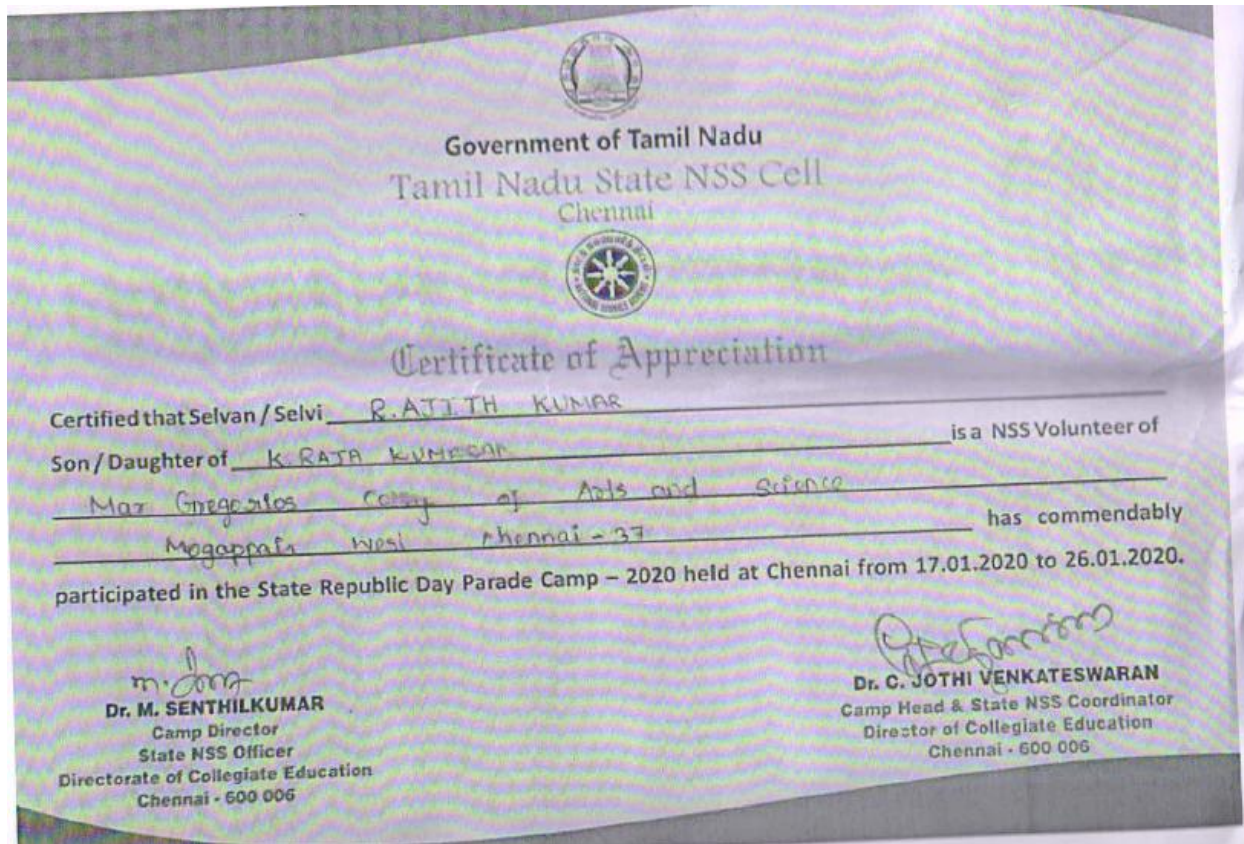 Government of Tamil Nadu
Tamil Nadu State NSS Cell
Chennai
NATIONAL SERVICE SCHEME
Certificate of Appreciation
Certified that Selvan / Selvi R. AJITH KUMAR
Son / Daughter of K. RAJA is a NSS Volunteer of
Mar Gregorios of Arts and Science
Mogappair West Chennai - 37 has commendably
participated in the State Republic Day Parade Camp – 2020 held at Chennai from 17.01.2020 to 26.01.2020.
Dr. M. SENTHILKUMAR
Camp Director
State NSS Officer
Directorate of Collegiate Education
Chennai - 600 006
Dr. C. JOTHI VENKATESWARAN
Camp Head & State NSS Coordinator
Director of Collegiate Education
Chennai - 600 006